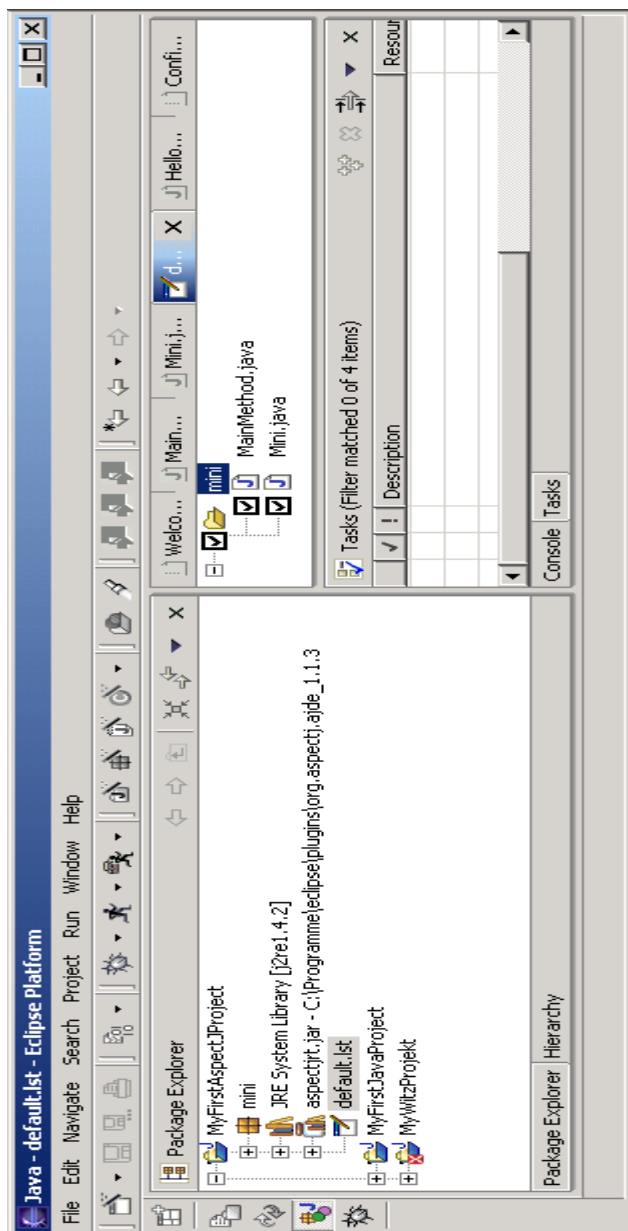 Java - default.lst - Eclipse Platform
File Edit Navigate Search Project Run Window Help
Package Explorer
MyFirstAspectJProject
mini
JRE System Library [j2re1.4.2]
aspectjrt.jar - C:\Programme\eclipse\plugins\org.aspectj.ajde_1.1.3
default.lst
MyFirstJavaProject
MyWitzProjekt
Package Explorer Hierarchy
Welco... Main... Mini.j... d... Hello... Confi...
mini
MainMethod.java
Mini.java
Tasks (Filter matched 0 of 4 items)
! Description Resour
Console Tasks